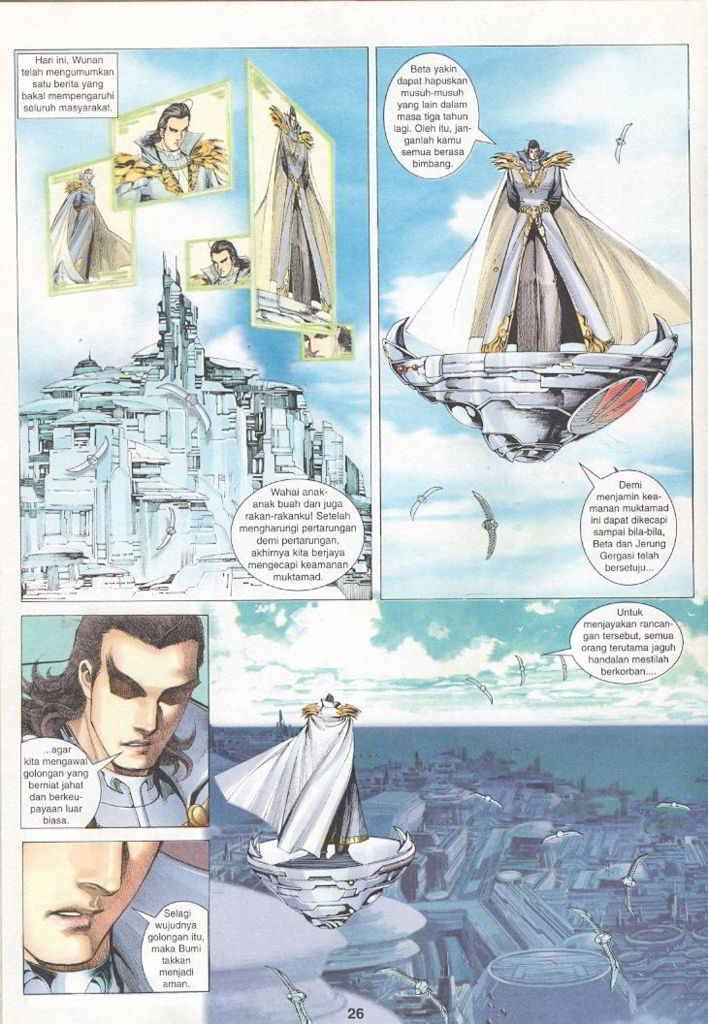 Hari ini, Wunan
telah mengumumkan
satu berita yang
bakal mempengaruhi
seluruh masyarakat.
Wahai anak-
anak buah dan juga
rakan-rakanku! Setelah
mengharungi pertarungan
demi pertarungan,
akhirnya kita berjaya
mengecapi keamanan
muktamad.
Beta yakin
dapat hapuskan
musuh-musuh
yang lain dalam
masa tiga tahun
lagi. Oleh itu, jan-
ganlah kamu
semua berasa
bimbang.
Demi
menjamin kea-
manan muktamad
ini dapat dikecapi
sampai bila-bila,
Beta dan Jerung
Gergasi telah
bersetuju...
Untuk
menjayakan rancan-
gan tersebut, semua
orang terutama jaguh
handalan mestilah
berkorban....
...agar
kita mengawal
golongan yang
berniat jahat
dan berkeu-
payaan luar
biasa.
Selagi
wujudnya
golongan itu,
maka Bumi
takkan
menjadi
aman.
26